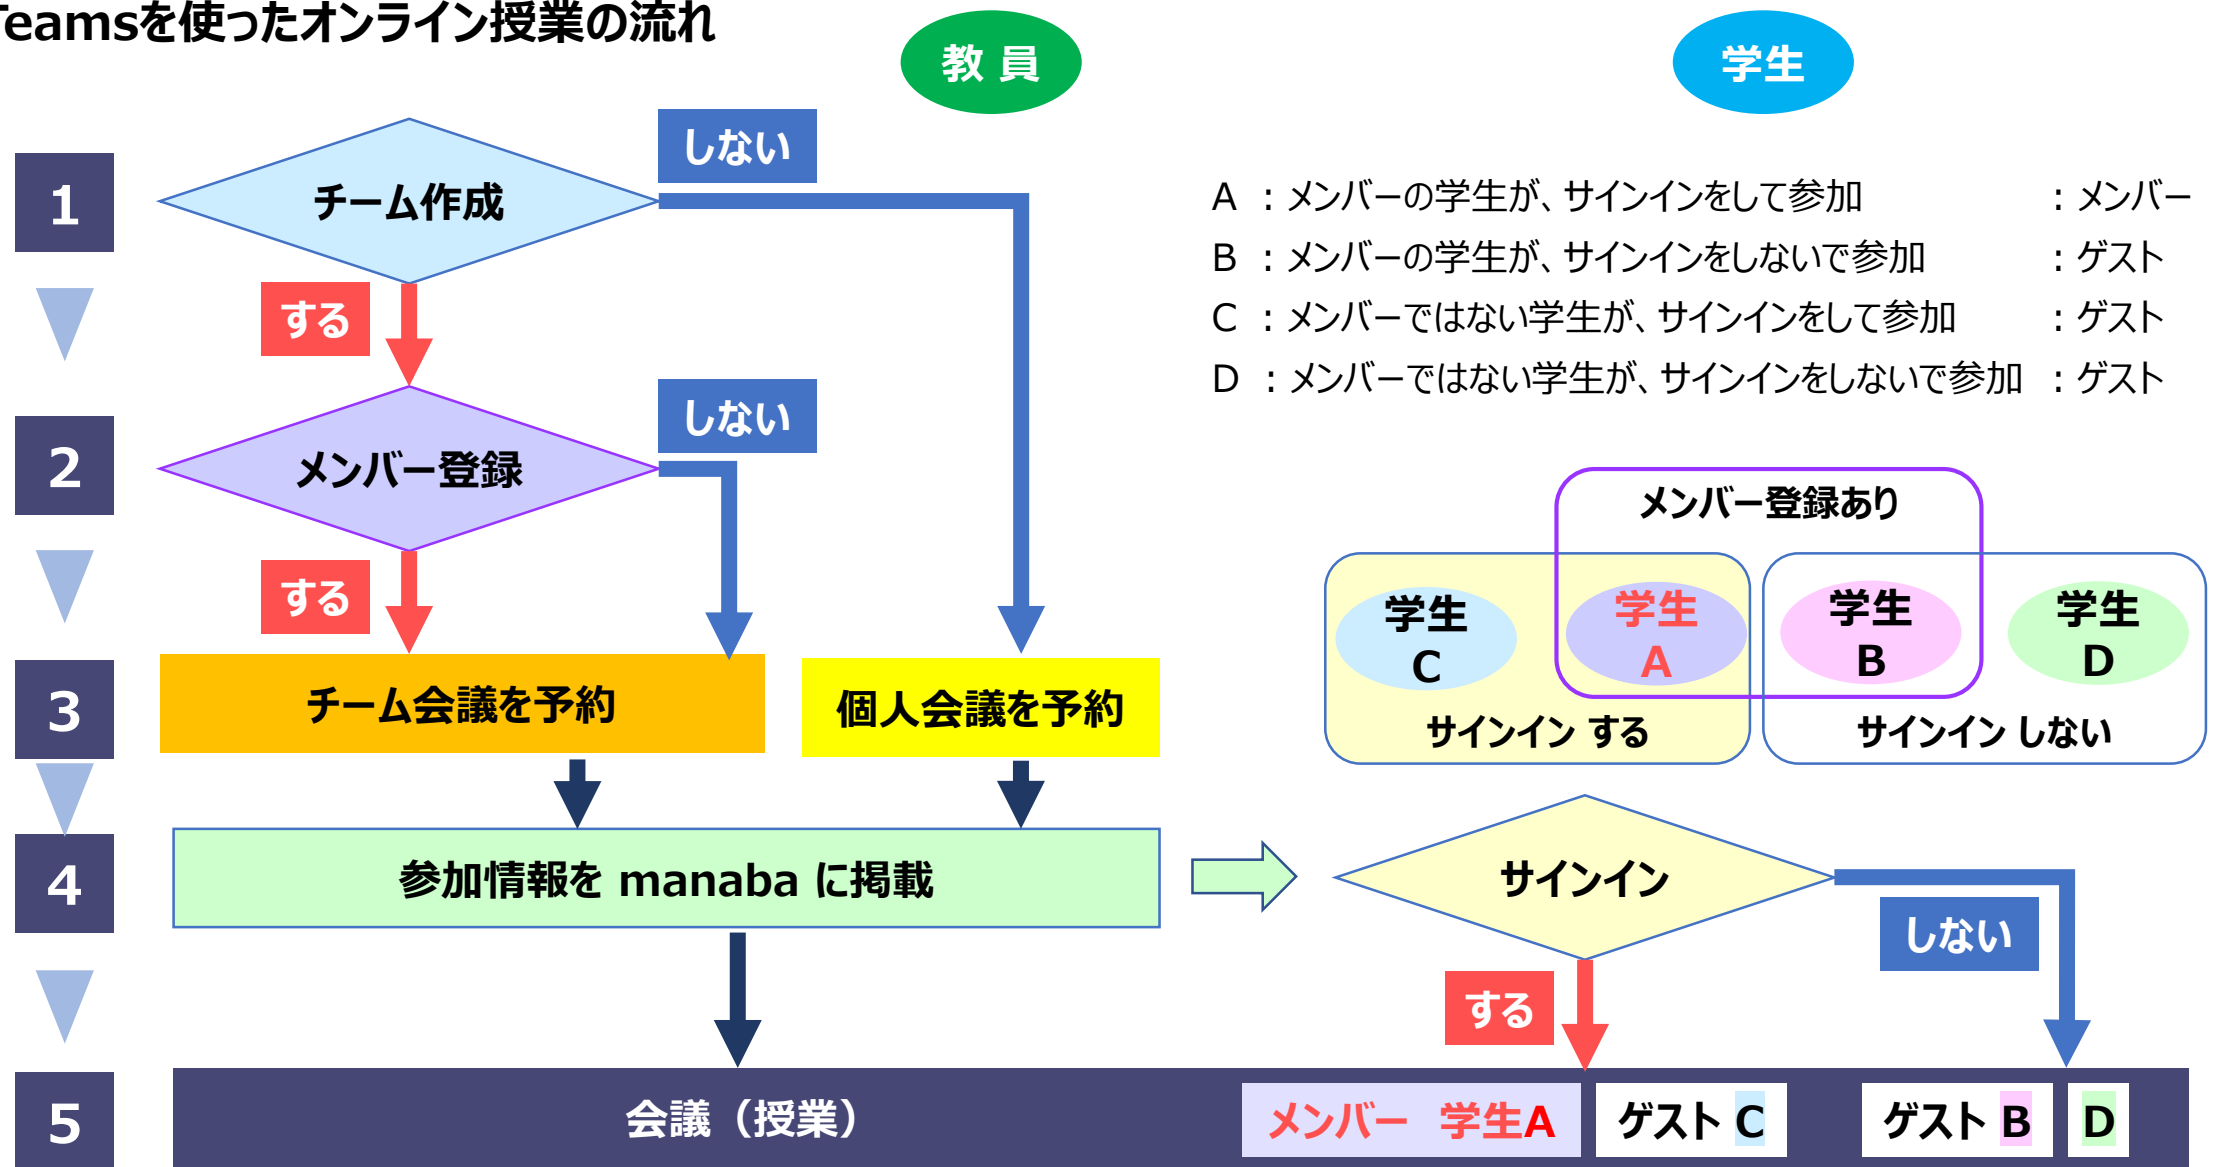 Teamsを使ったオンライン授業の流れ
教 員
学生
1
チーム作成
しない
する
A ：メンバーの学生が、サインインをして参加 ：メンバー
B ：メンバーの学生が、サインインをしないで参加 ：ゲスト
C ：メンバーではない学生が、サインインをして参加 ：ゲスト
D ：メンバーではない学生が、サインインをしないで参加 ：ゲスト
2
メンバー登録
しない
する
メンバー登録あり
学生
C
学生
A
学生
B
学生
D
サインイン する
サインイン しない
3
チーム会議を予約
個人会議を予約
4
参加情報を manaba に掲載
サインイン
しない
する
5
会議（授業）
メンバー 学生A
ゲスト C
ゲスト B
D